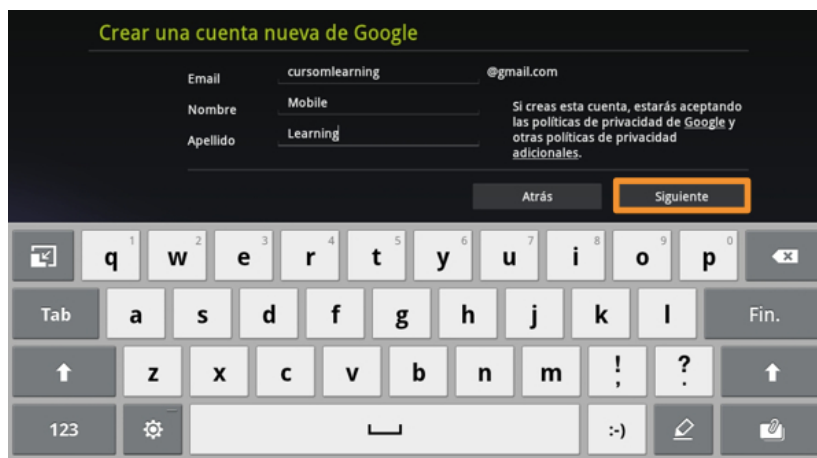 Crear una cuenta nueva de Google
Email cursomlearning @gmail.com
Nombre Mobile
Apellido Learning
Si creas esta cuenta, estarás aceptando
las políticas de privacidad de Google y
otras políticas de privacidad
adicionales.
Atrás Siguiente
q 1 w 2 e 3 r 4 t 5 y 6 u 7 i 8 o 9 p 0
Tab a s d f g h j k l Fin.
z x c v b n m ! , ? .
123 :-)